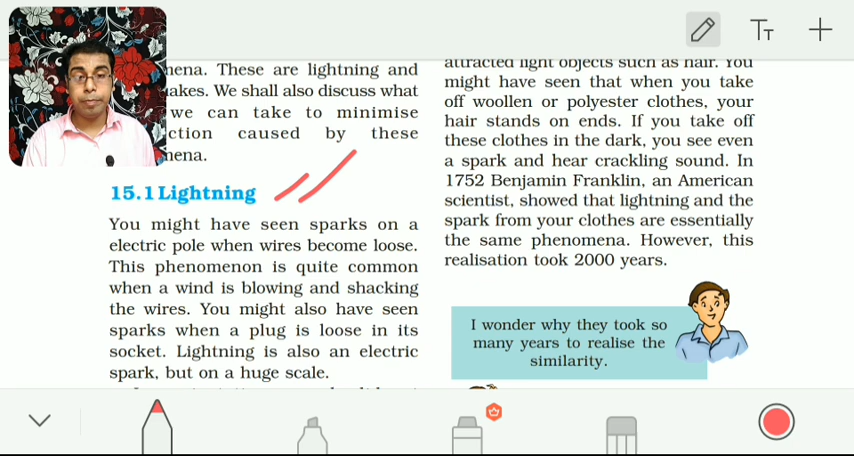 mena. These are lightning and
We shall also discuss what
we can take to minimise
caused by these
mena.
15.1 Lightning
You might have seen sparks on a
electric pole when wires become loose.
This phenomenon is quite common
when a wind is blowing and shacking
the wires. You might also have seen
sparks when a plug is loose in its
socket. Lightning is also an electric
spark, but on a huge scale.
attracted light objects such as hair. You
might have seen that when you take
off woollen or polyester clothes, your
hair stands on ends. If you take off
these clothes in the dark, you see even
a spark and hear crackling sound. In
1752 Benjamin Franklin, an American
scientist, showed that lightning and the
spark from your clothes are essentially
the same phenomena. However, this
realisation took 2000 years.
I wonder why they took so
many years to realise the
similarity.
TT